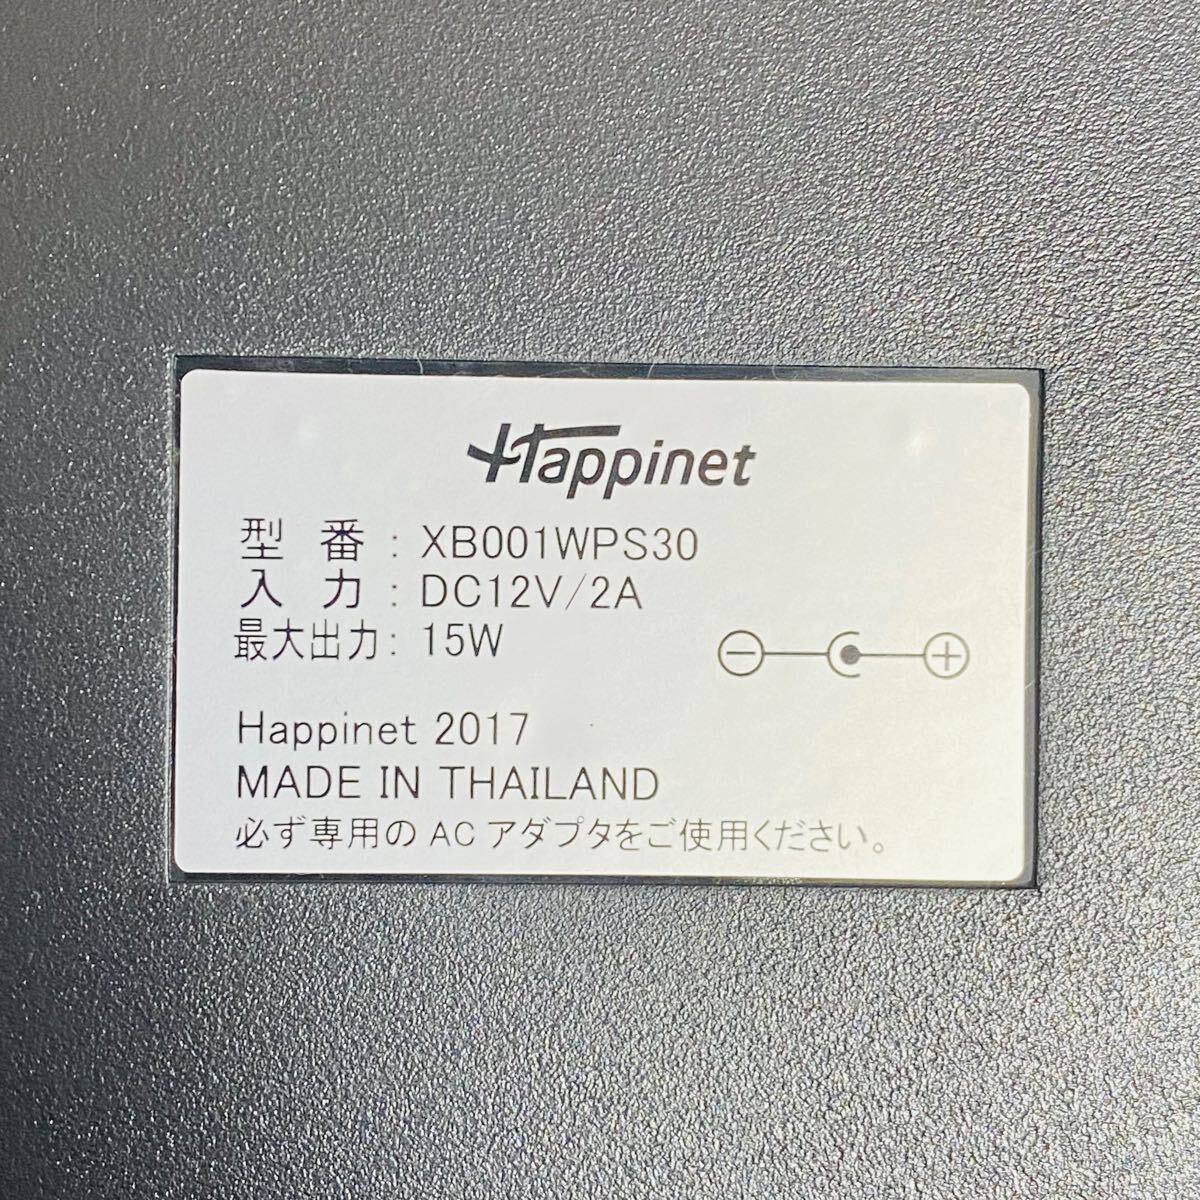 Happinet
型 番 : XB001WPS30
入 力 : DC12V/2A
最大出力: 15W
Happinet 2017
MADE IN THAILAND
必ず専用の AC アダプタをご使用ください。